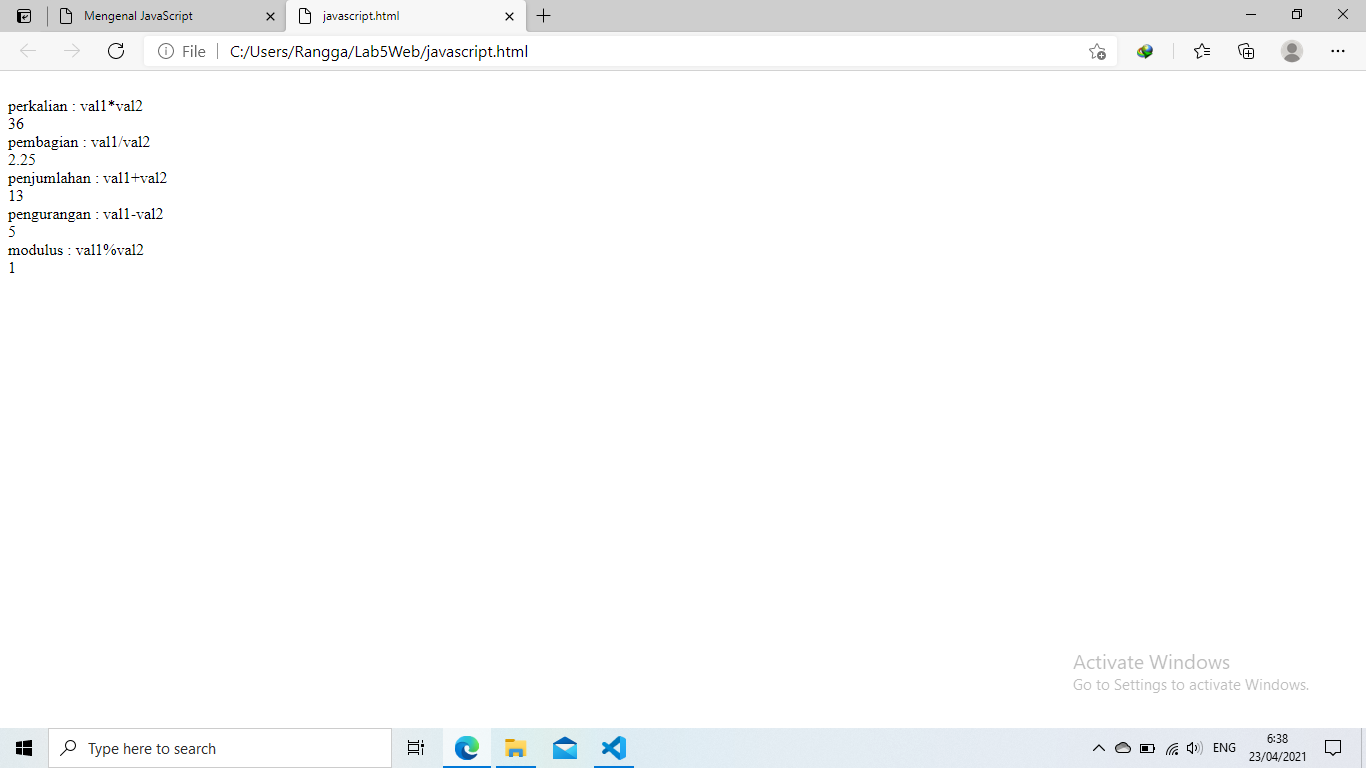 Mengenal JavaScript
javascript.html
File
C:/Users/Rangga/Lab5Web/javascript.html
perkalian : val1*val2
36
pembagian : val1/val2
2.25
penjumlahan : val1+val2
13
pengurangan : val1-val2
5
modulus : val1%val2
1
Activate Windows
Go to Settings to activate Windows.
Type here to search
ENG
6:38
23/04/2021